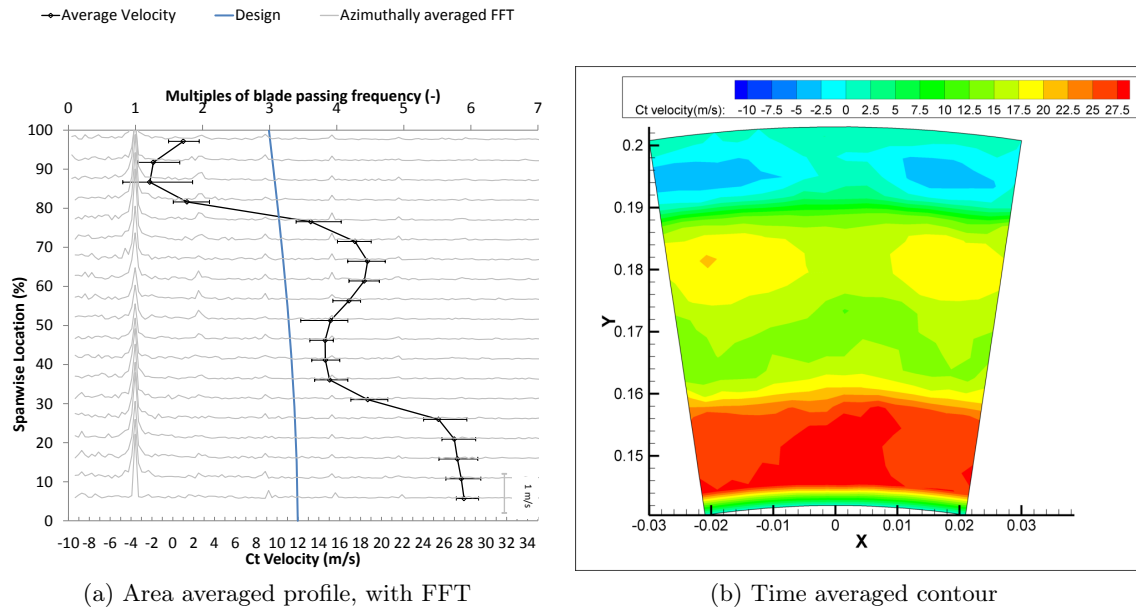 Average Velocity Design Azimuthally averaged FFT
Multiples of blade passing frequency (-)
0 1 2 3 4 5 6 7
100
90
80
70
60
50
40
30
20
10
0
Spanwise Location (%)
1 m/s
-10 -8 -6 -4 -2 0 2 4 6 8 10 12 14 16 18 20 22 24 26 28 30 32 34
Ct Velocity (m/s)
(a) Area averaged profile, with FFT
Ct velocity(m/s): -10 -7.5 -5 -2.5 0 2.5 5 7.5 10 12.5 15 17.5 20 22.5 25 27.5
0.2
0.19
0.18
0.17
0.16
0.15
Y
-0.03 -0.02 -0.01 0 0.01 0.02 0.03
X
(b) Time averaged contour